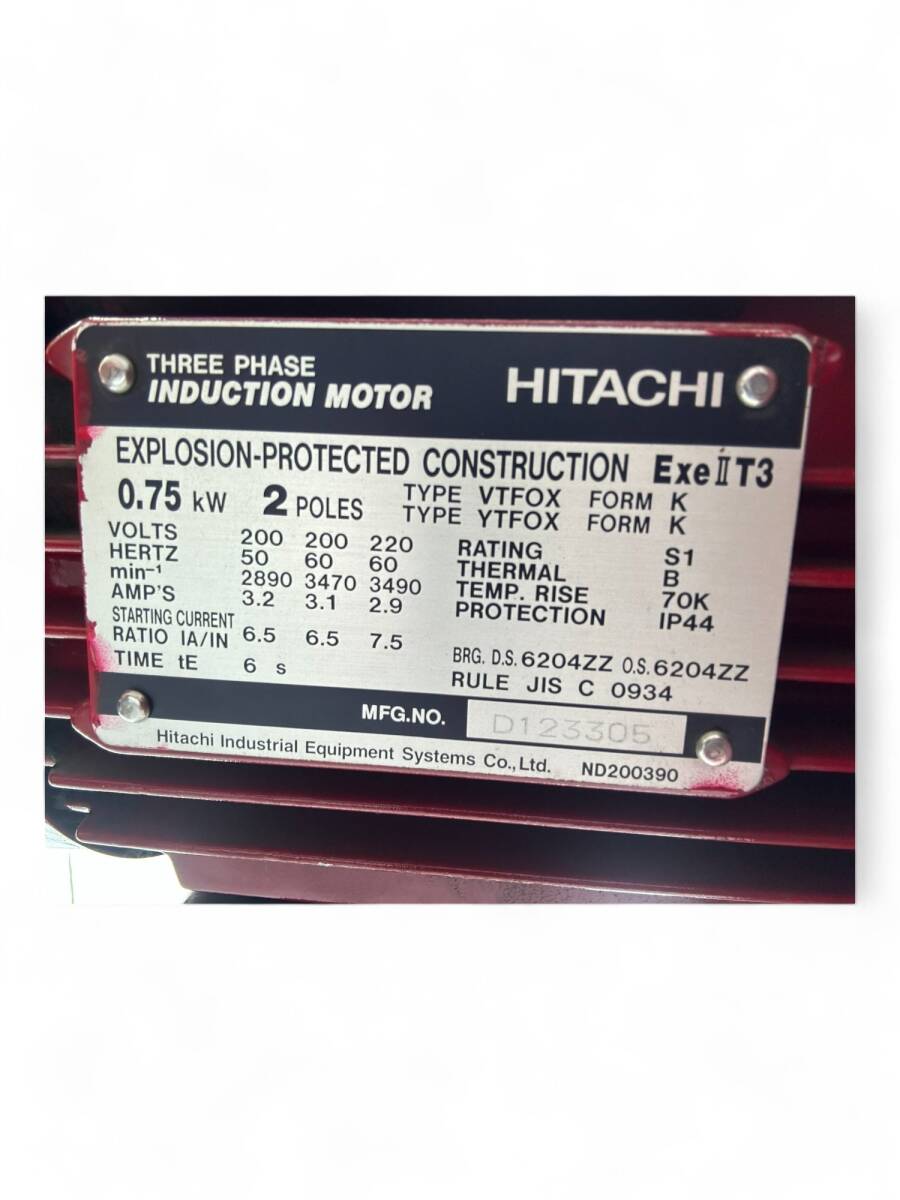 THREE PHASE
INDUCTION MOTOR
HITACHI
EXPLOSION-PROTECTED CONSTRUCTION ExeⅡT3
0.75 kW 2 POLES
TYPE VTFOX FORM K
TYPE YTFOX FORM K
VOLTS 200 200 220
HERTZ 50 60 60
min⁻¹ 2890 3470 3490
AMP'S 3.2 3.1 2.9
STARTING CURRENT
RATIO IA/IN 6.5 6.5 7.5
TIME tE 6 s
RATING S1
THERMAL B
TEMP. RISE 70K
PROTECTION IP44
BRG. D.S. 6204ZZ O.S. 6204ZZ
RULE JIS C 0934
MFG.NO. D123305
Hitachi Industrial Equipment Systems Co.,Ltd. ND200390